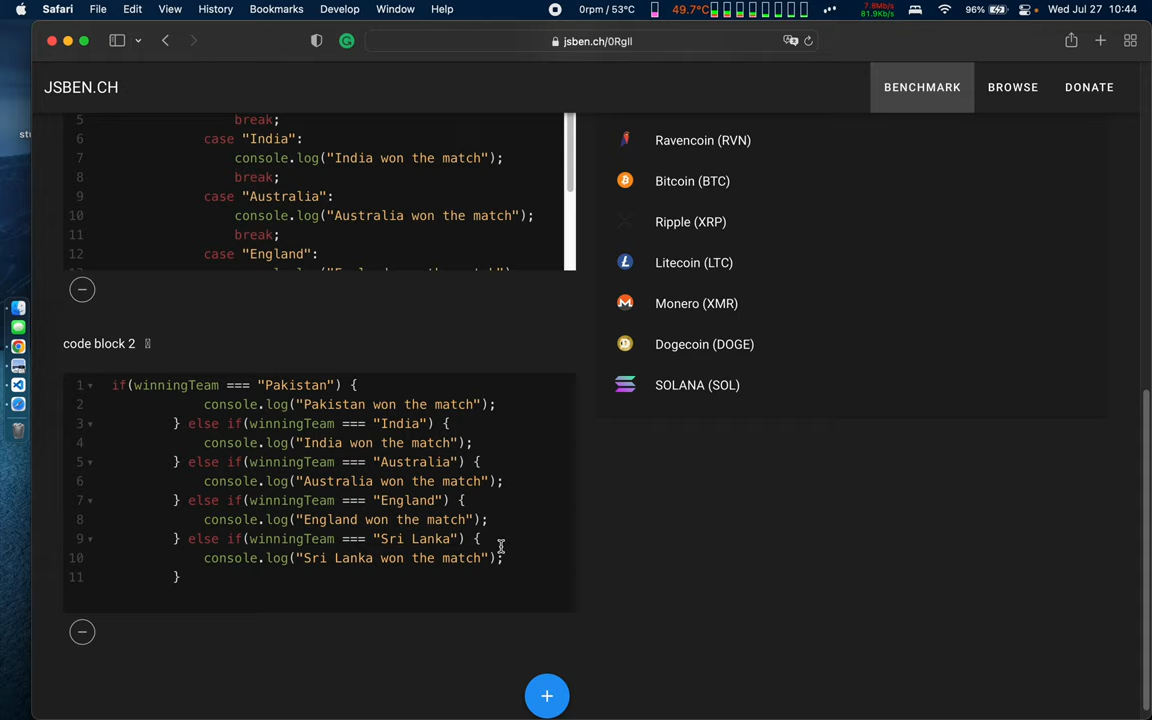 Safari File Edit View History Bookmarks Develop Window Help 0rpm / 53°C 49.7°C 7.8Mb/s 81.9Kb/s 96% Wed Jul 27 10:44
jsben.ch/0RgII
JSBEN.CH BENCHMARK BROWSE DONATE
5 break;
6 case "India":
7 console.log("India won the match");
8 break;
9 case "Australia":
10 console.log("Australia won the match");
11 break;
12 case "England":
Ravencoin (RVN)
Bitcoin (BTC)
Ripple (XRP)
Litecoin (LTC)
Monero (XMR)
Dogecoin (DOGE)
SOLANA (SOL)
code block 2
1 if(winningTeam === "Pakistan") {
2 console.log("Pakistan won the match");
3 } else if(winningTeam === "India") {
4 console.log("India won the match");
5 } else if(winningTeam === "Australia") {
6 console.log("Australia won the match");
7 } else if(winningTeam === "England") {
8 console.log("England won the match");
9 } else if(winningTeam === "Sri Lanka") {
10 console.log("Sri Lanka won the match");
11 }